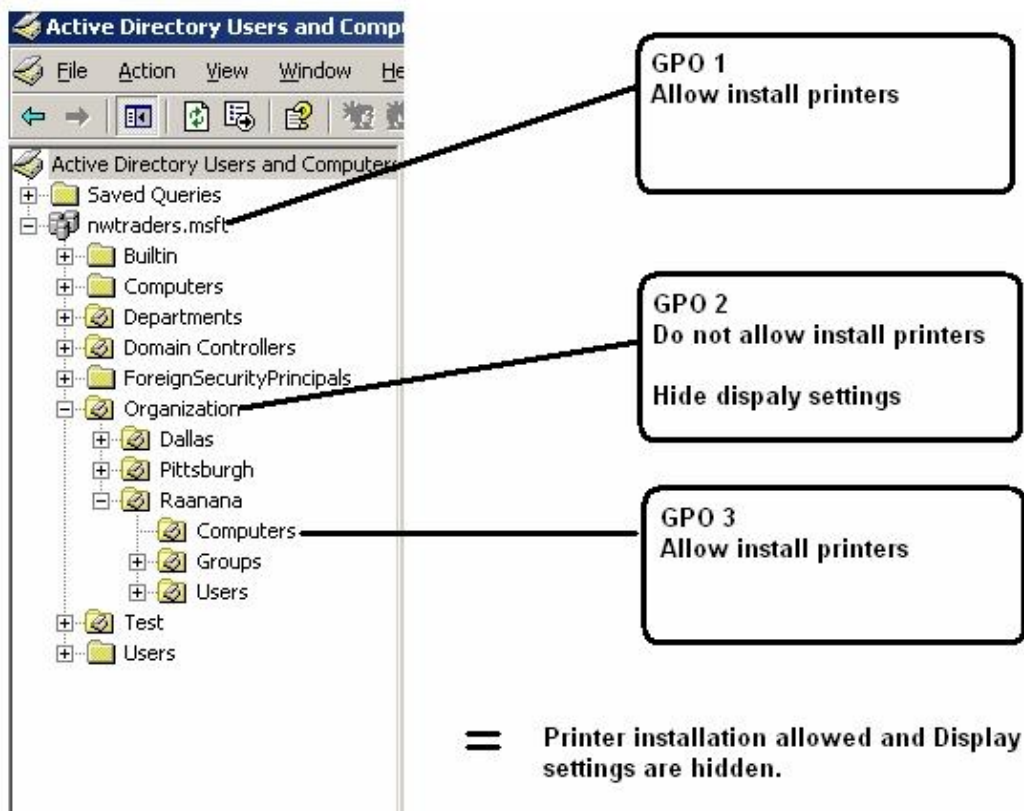 Active Directory Users and Comp
File Action View Window He
Active Directory Users and Computers
Saved Queries
nwtraders.msft
Builtin
Computers
Departments
Domain Controllers
ForeignSecurityPrincipals
Organization
Dallas
Pittsburgh
Raanana
Computers
Groups
Users
Test
Users
GPO 1
Allow install printers
GPO 2
Do not allow install printers
Hide dispaly settings
GPO 3
Allow install printers
= Printer installation allowed and Display
settings are hidden.